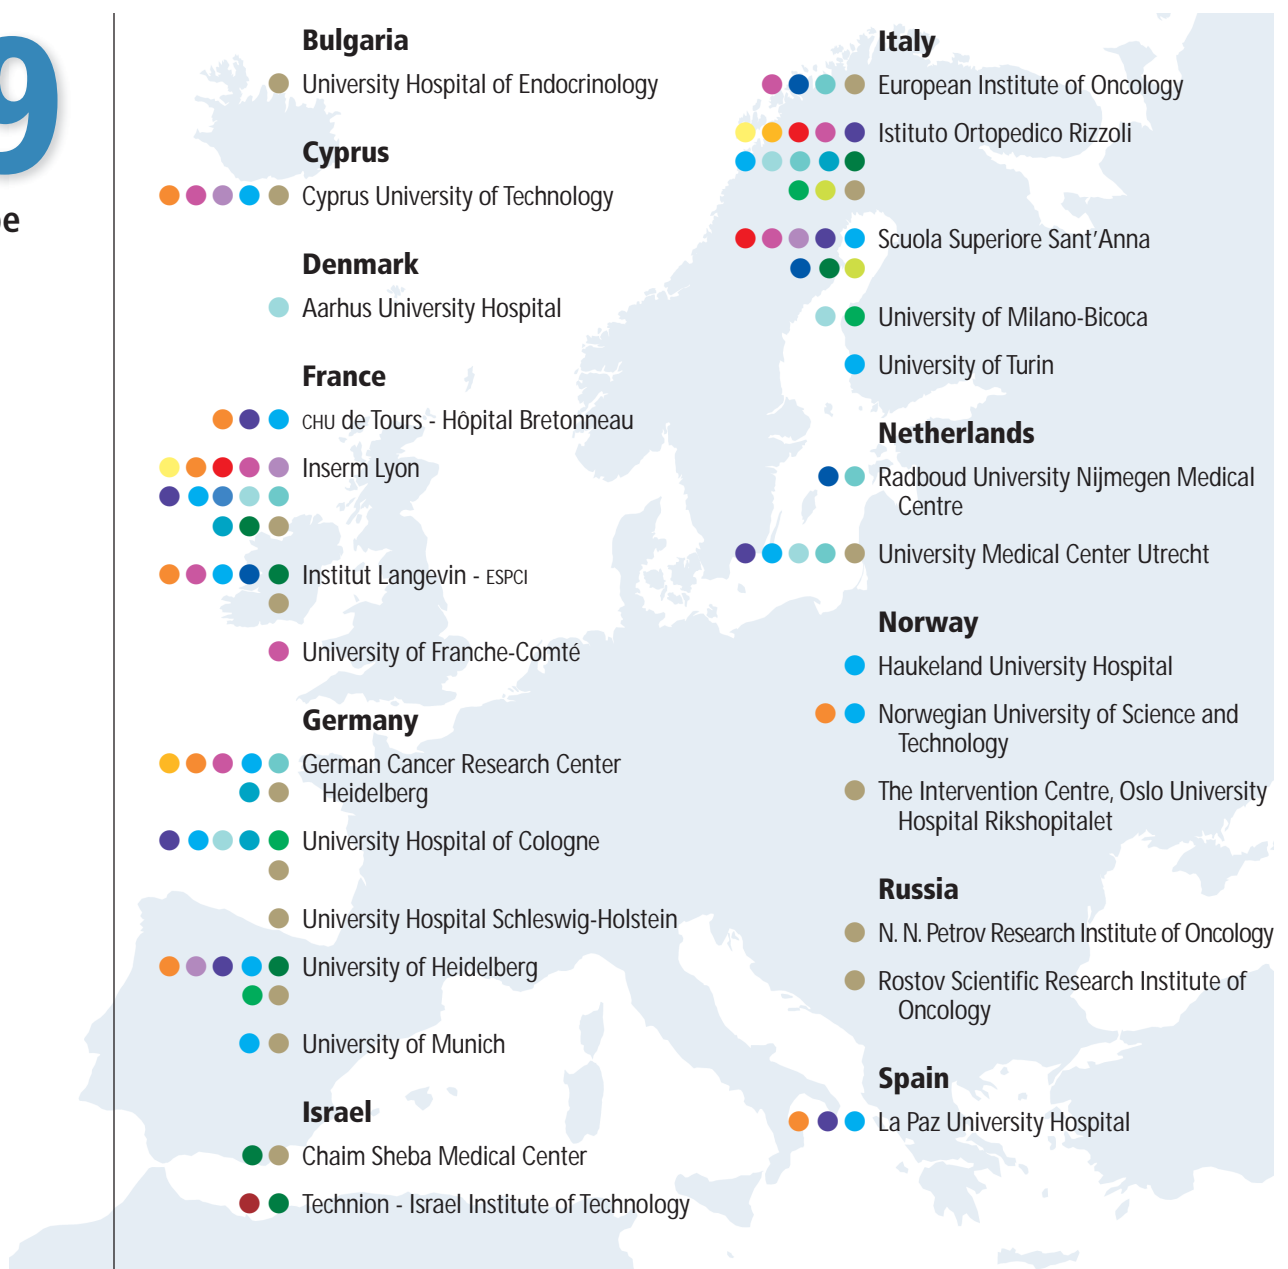 9
pe
Bulgaria
University Hospital of Endocrinology
Cyprus
Cyprus University of Technology
Denmark
Aarhus University Hospital
France
CHU de Tours - Hôpital Bretonneau
Inserm Lyon
Institut Langevin - ESPCI
University of Franche-Comté
Germany
German Cancer Research Center
Heidelberg
University Hospital of Cologne
University Hospital Schleswig-Holstein
University of Heidelberg
University of Munich
Israel
Chaim Sheba Medical Center
Technion - Israel Institute of Technology
Italy
European Institute of Oncology
Istituto Ortopedico Rizzoli
Scuola Superiore Sant'Anna
University of Milano-Bicoca
University of Turin
Netherlands
Radboud University Nijmegen Medical
Centre
University Medical Center Utrecht
Norway
Haukeland University Hospital
Norwegian University of Science and
Technology
The Intervention Centre, Oslo University
Hospital Rikshopitalet
Russia
N. N. Petrov Research Institute of Oncology
Rostov Scientific Research Institute of
Oncology
Spain
La Paz University Hospital